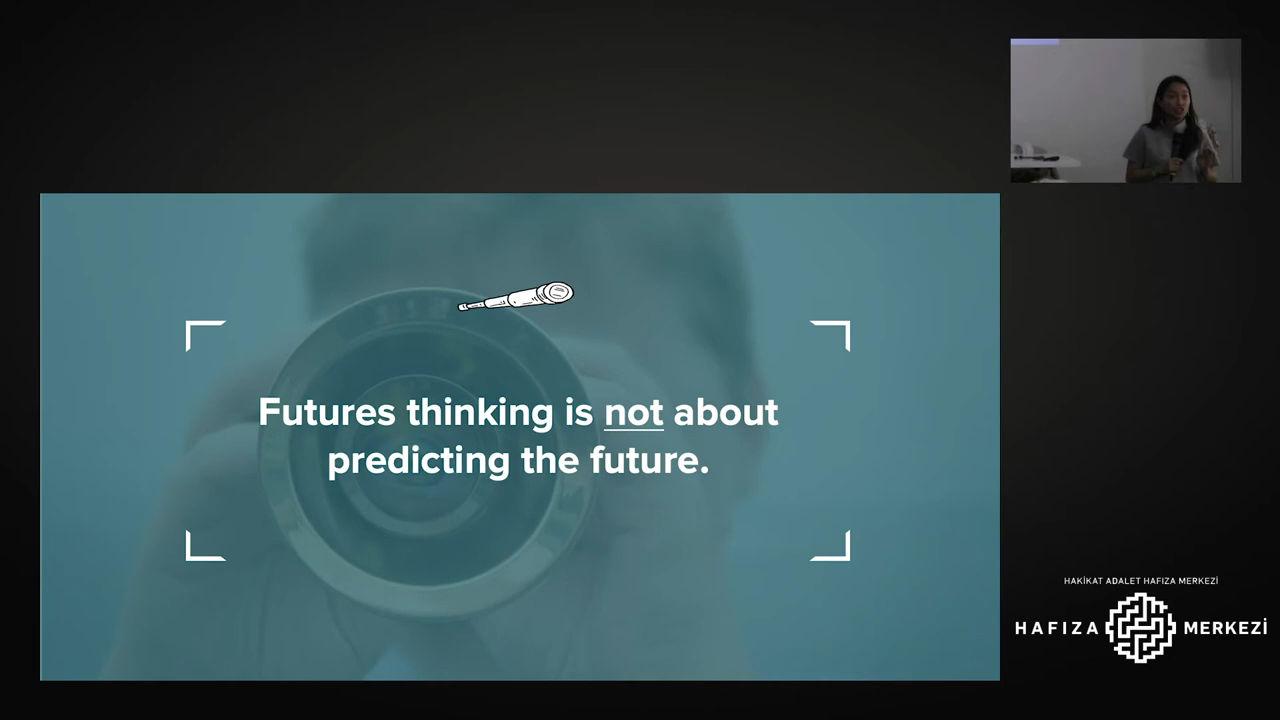 Futures thinking is not about
predicting the future.
HAKİKAT ADALET HAFIZA MERKEZİ
HAFIZA MERKEZİ